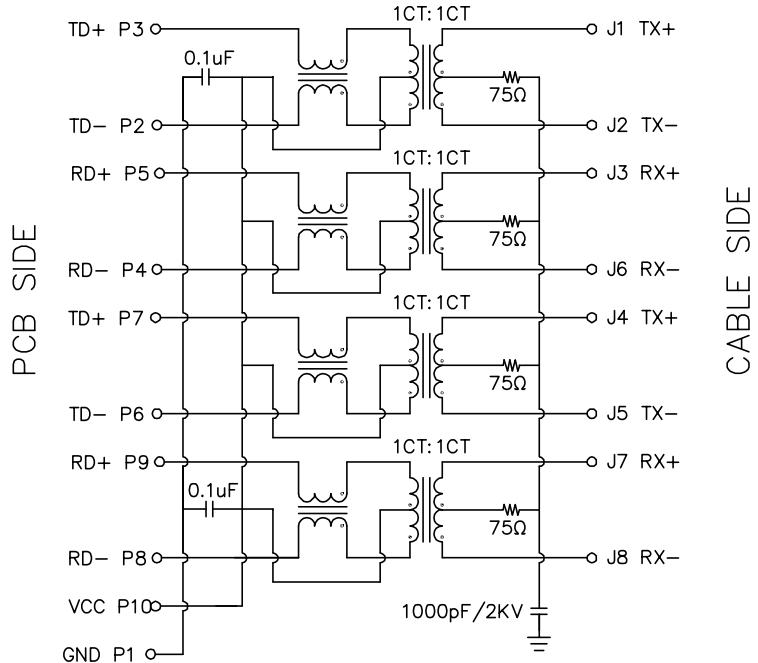 1CT:1CT
TD+ P3
J1 TX+
0.1uF
75Ω
TD- P2
J2 TX-
1CT:1CT
RD+ P5
J3 RX+
75Ω
RD- P4
J6 RX-
PCB SIDE
CABLE SIDE
1CT:1CT
TD+ P7
J4 TX+
75Ω
TD- P6
J5 TX-
1CT:1CT
RD+ P9
J7 RX+
0.1uF
75Ω
RD- P8
J8 RX-
VCC P10
1000pF/2KV
GND P1